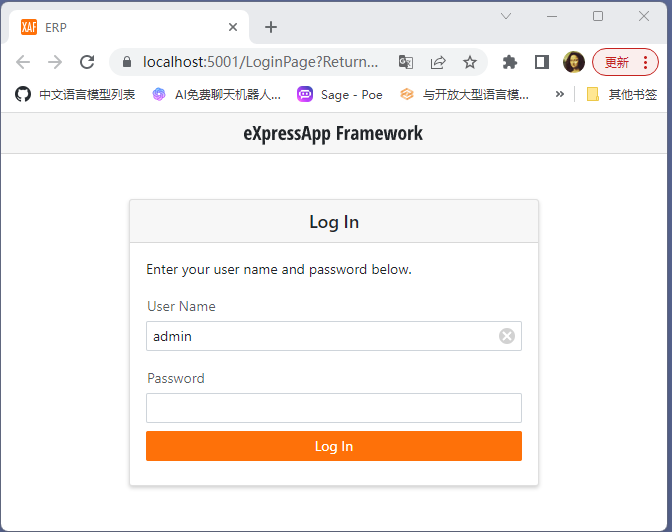 XAF ERP
localhost:5001/LoginPage?Return...
更新
中文语言模型列表
AI免费聊天机器人...
Sage - Poe
与开放大型语言模...
»
其他书签
eXpressApp Framework
Log In
Enter your user name and password below.
User Name
admin
Password
Log In